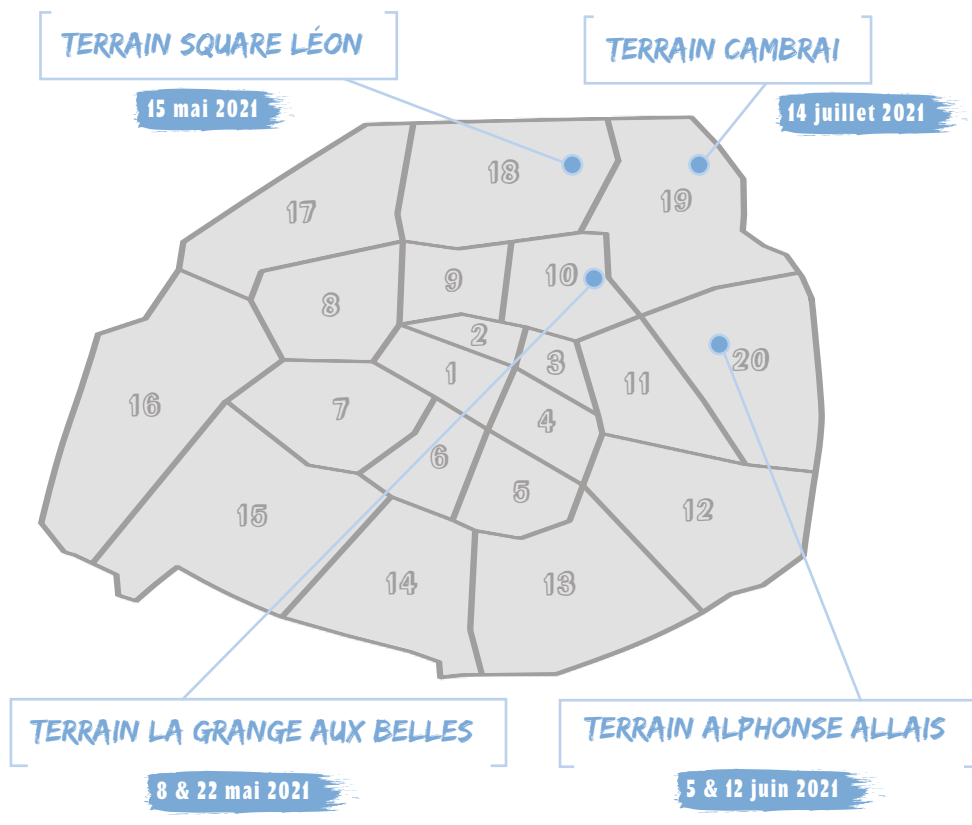 TERRAIN SQUARE LÉON
15 mai 2021
TERRAIN CAMBRAI
14 juillet 2021
18
19
17
10
9
8
2
20
3
1
11
16
7
4
6
5
15
12
14
13
TERRAIN LA GRANGE AUX BELLES
8 & 22 mai 2021
TERRAIN ALPHONSE ALLAIS
5 & 12 juin 2021